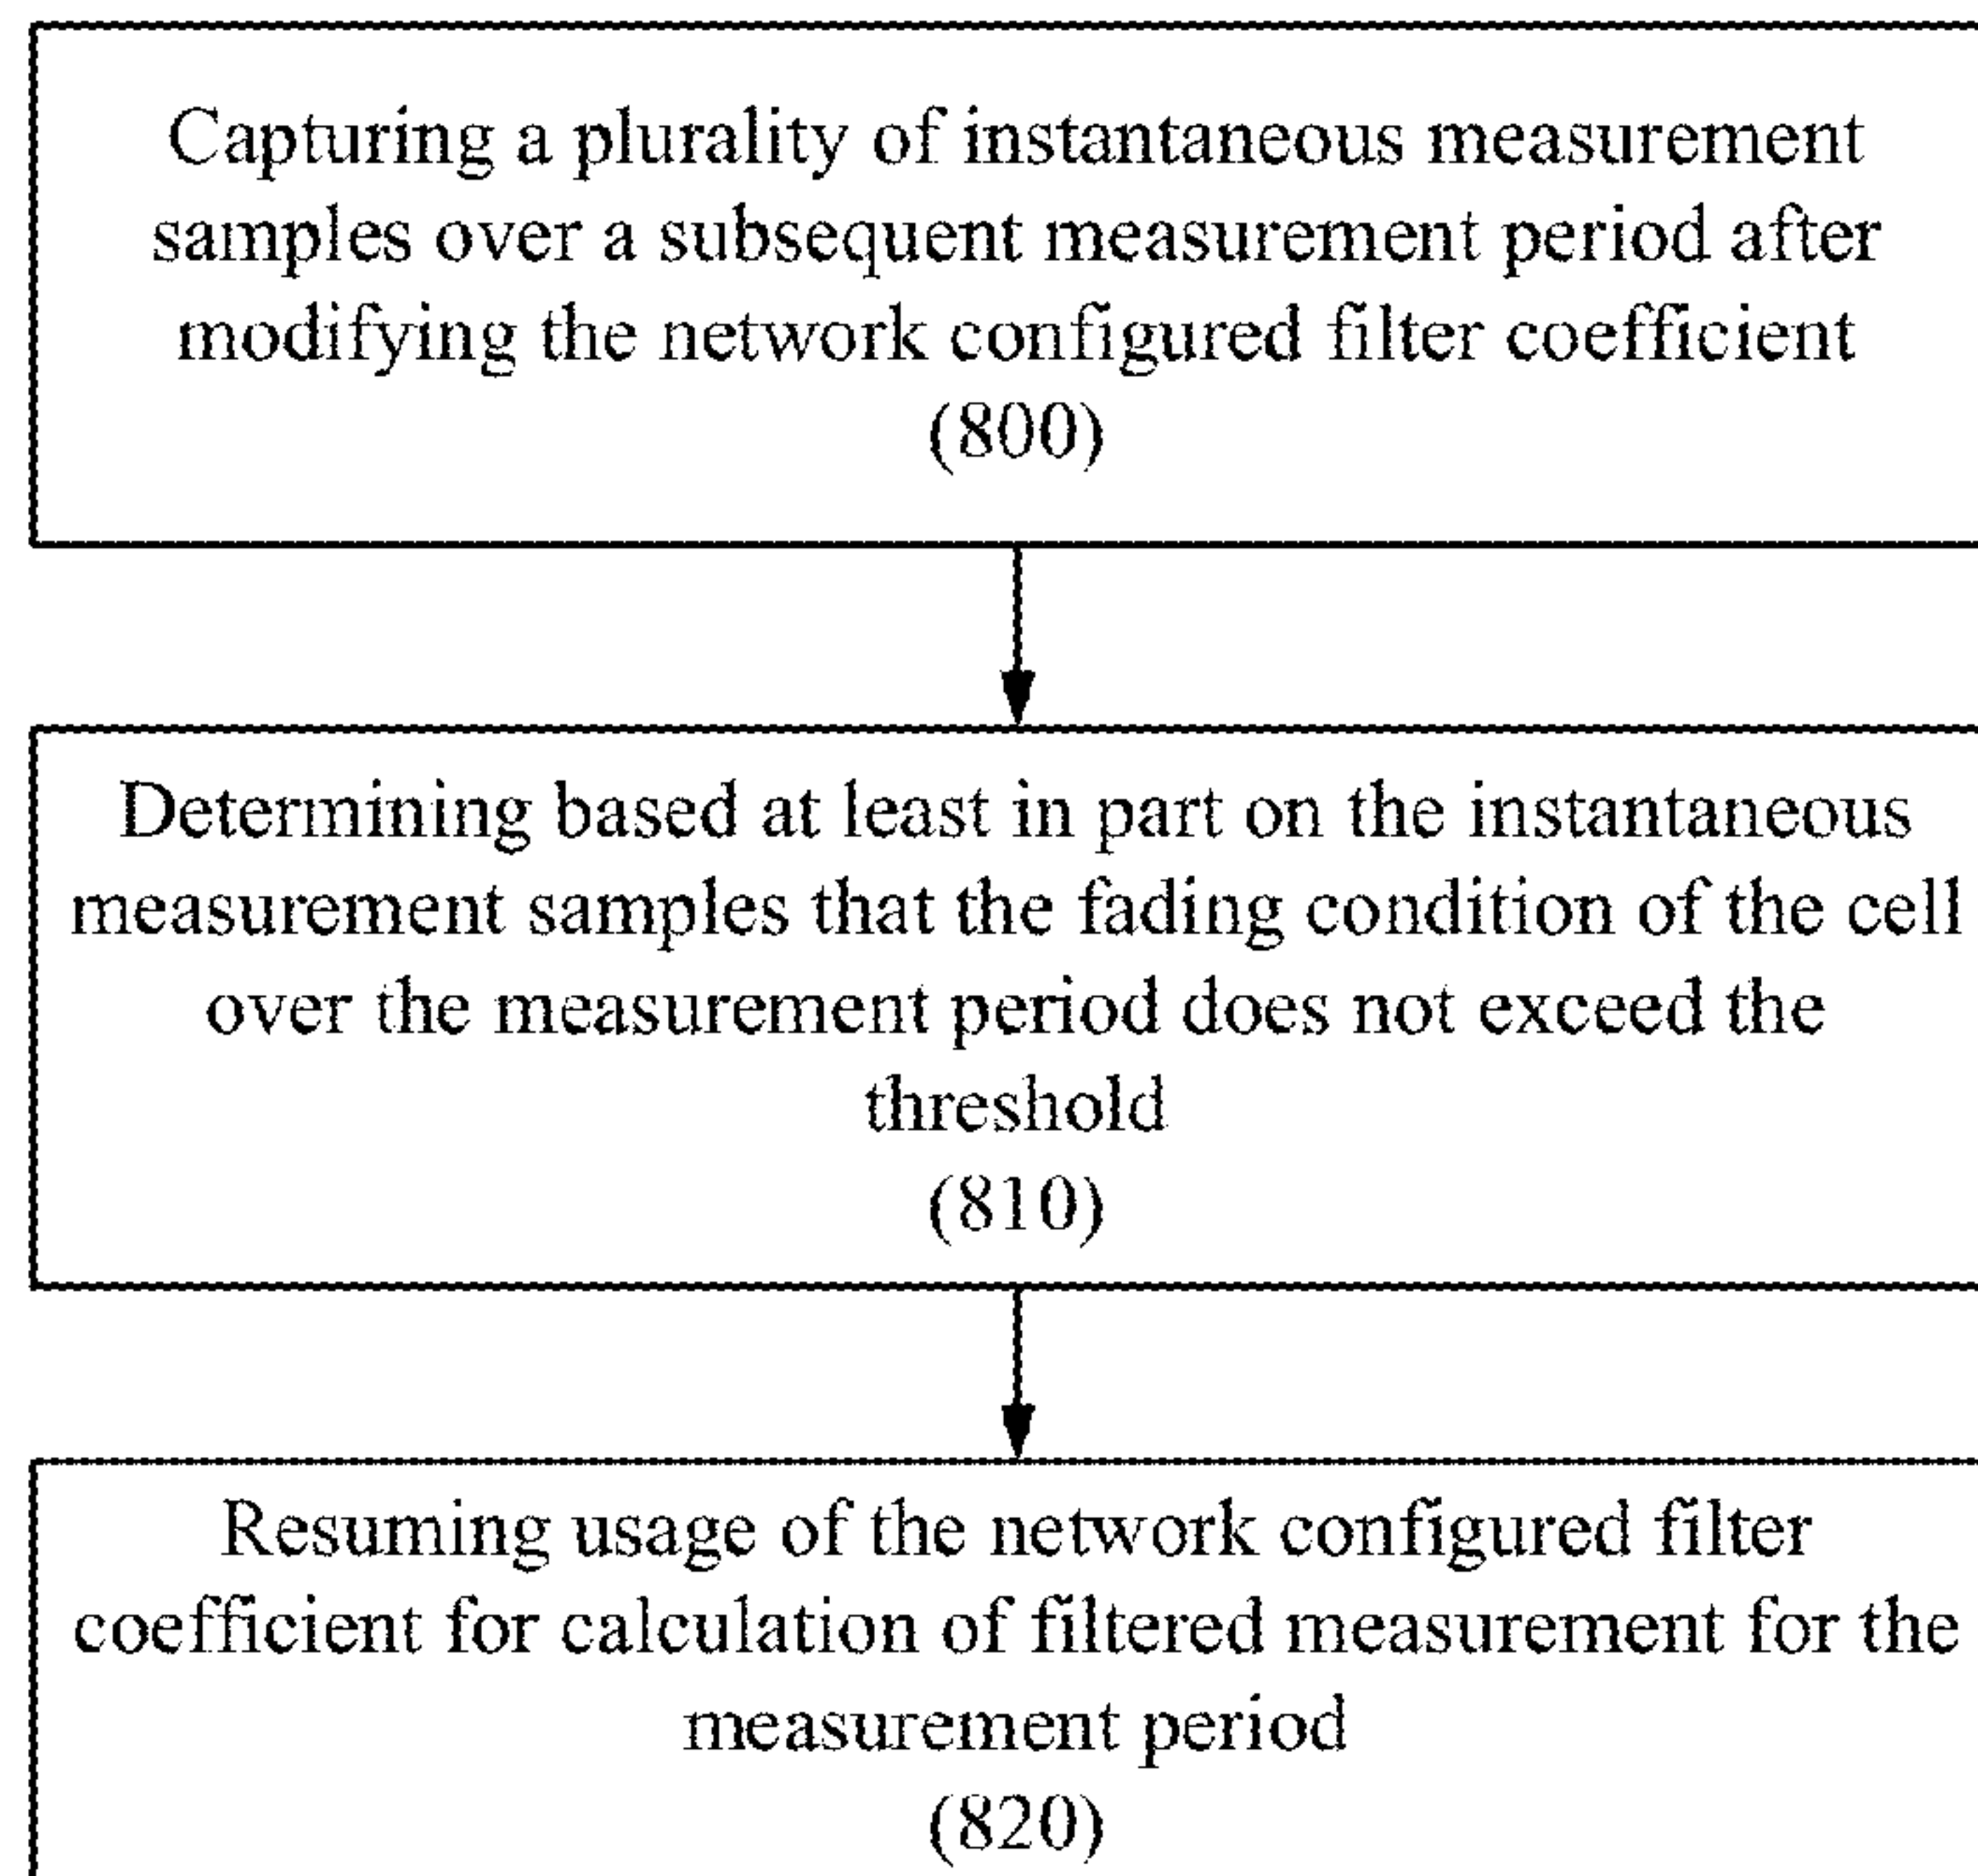 Capturing a plurality of instantaneous measurement
samples over a subsequent measurement period after
modifying the network configured filter coefficient
(800)
Determining based at least in part on the instantaneous
measurement samples that the fading condition of the cell
over the measurement period does not exceed the
threshold
(810)
Resuming usage of the network configured filter
coefficient for calculation of filtered measurement for the
measurement period
(820)